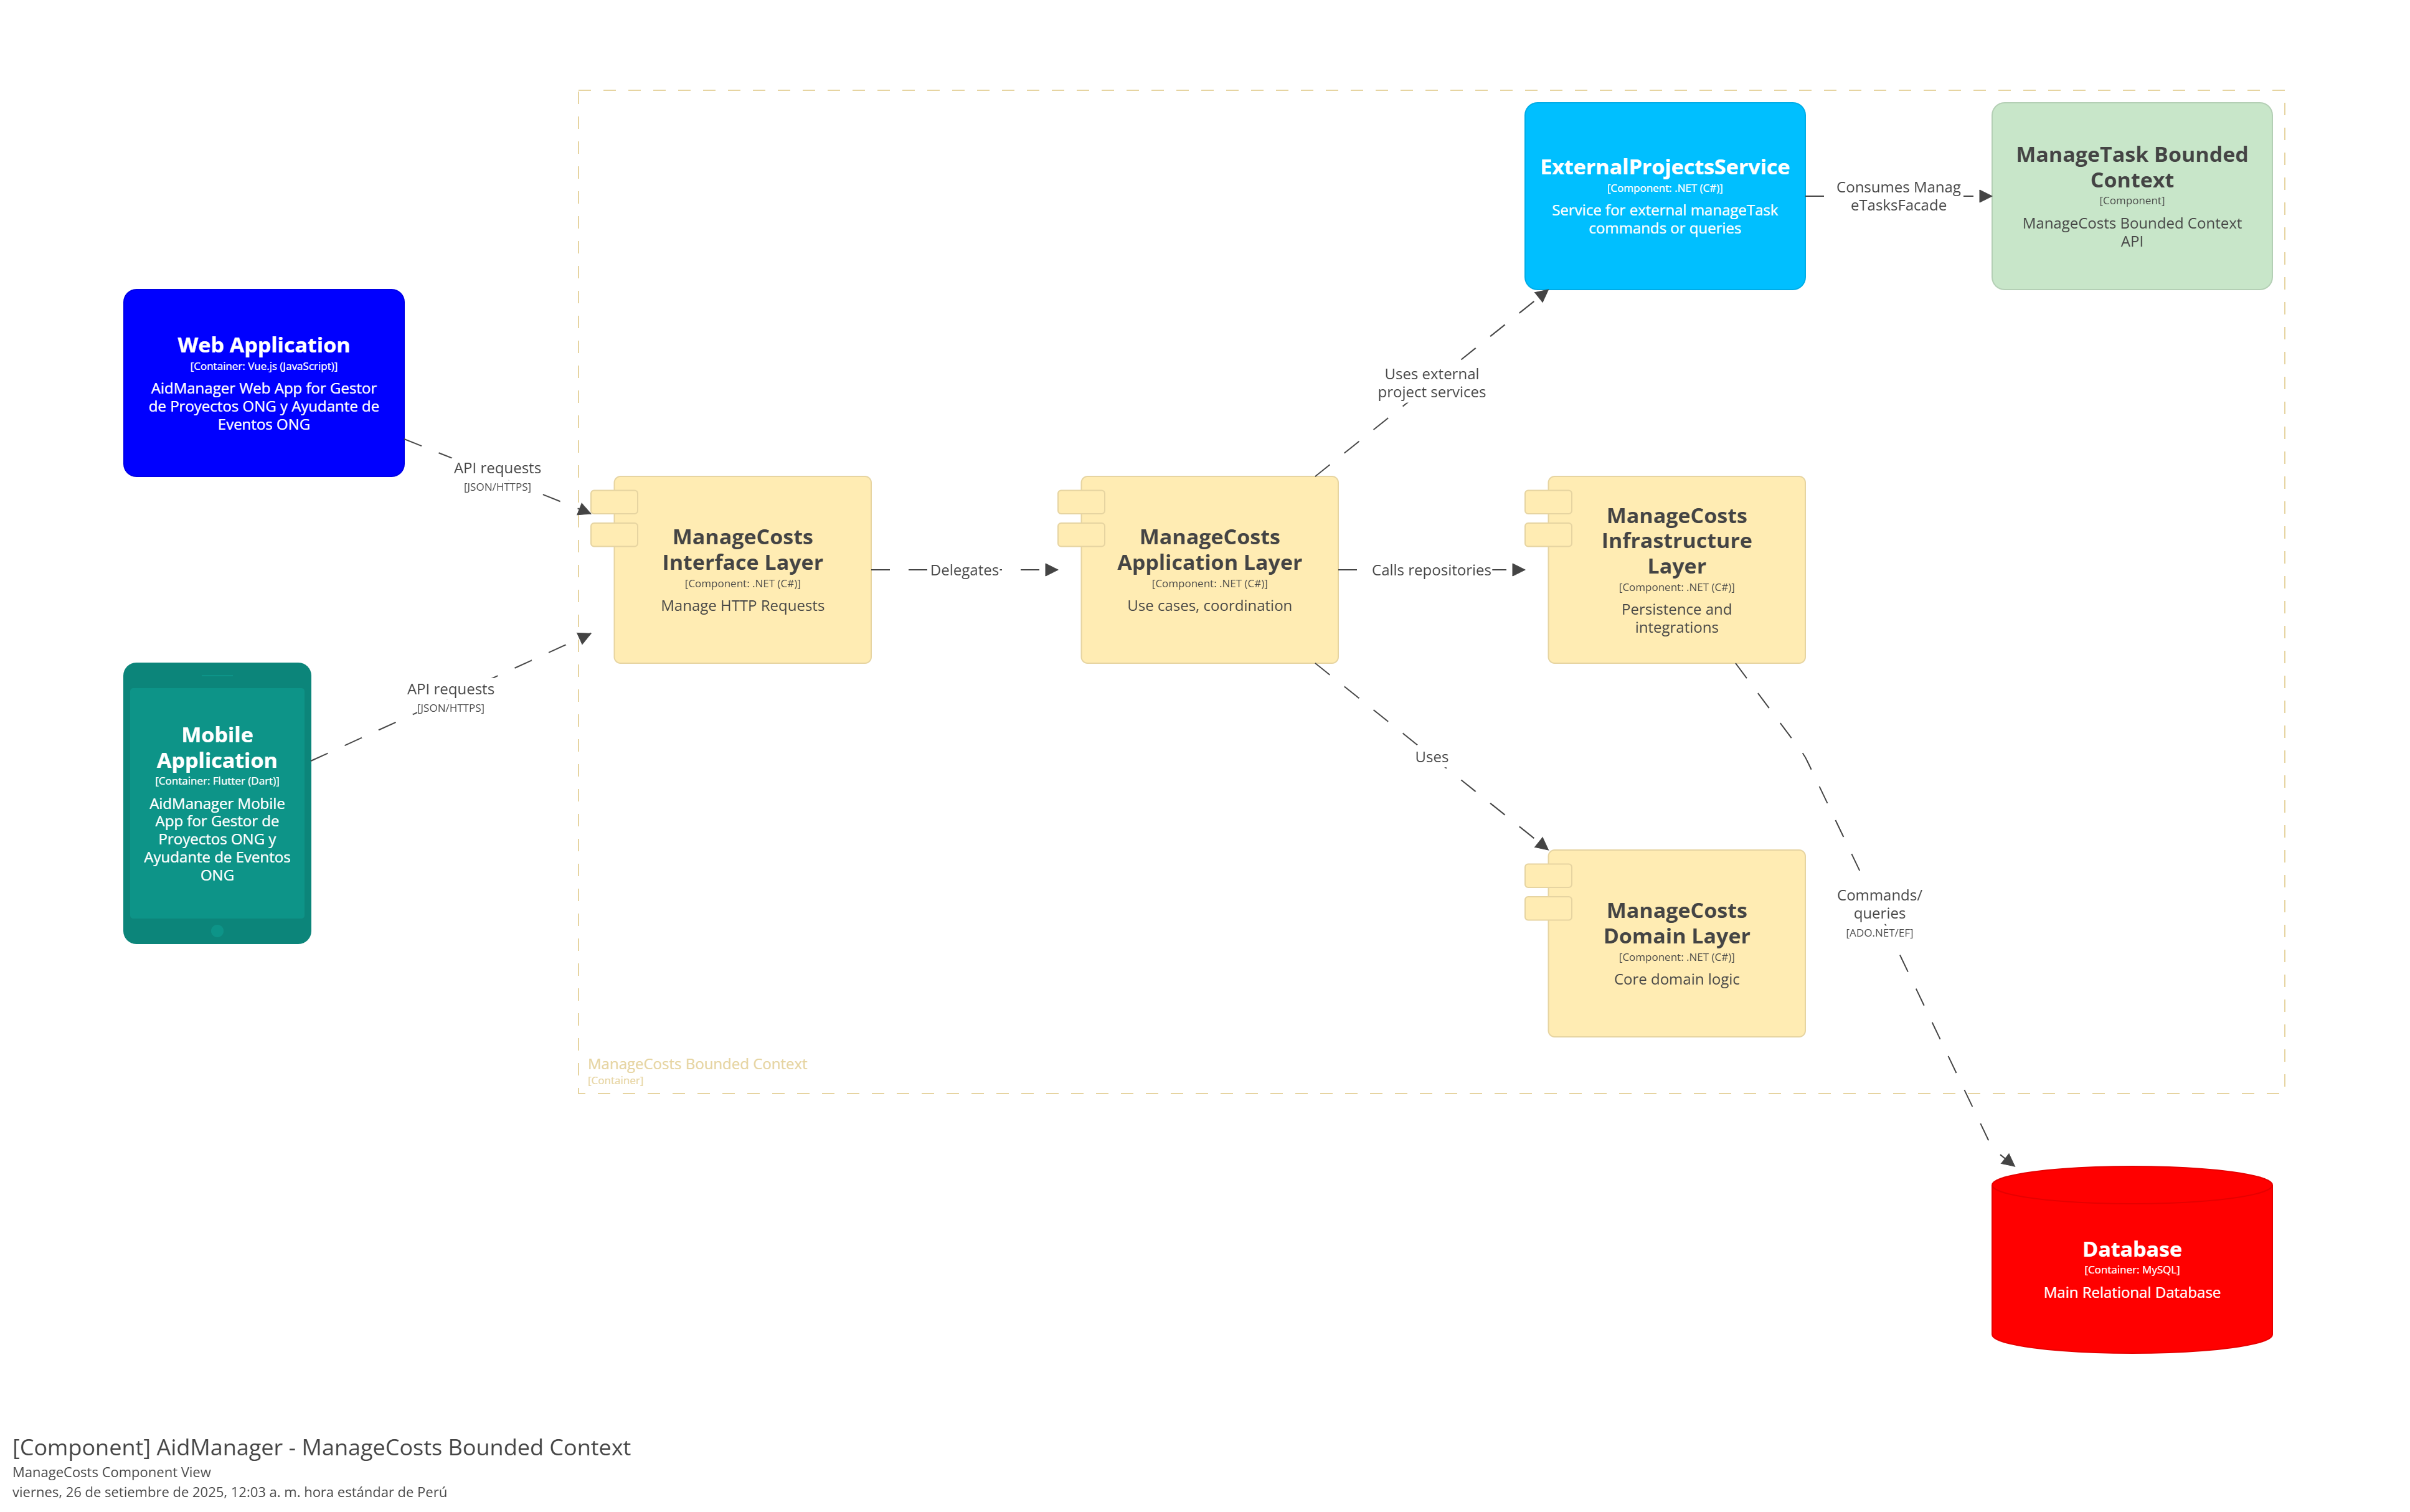 ExternalProjectsService
[Component: .NET (C#)]
Service for external manageTask
commands or queries
Consumes Manag
eTasksFacade
ManageTask Bounded
Context
[Component]
ManageCosts Bounded Context
API
Web Application
[Container: Vue.js (JavaScript)]
AidManager Web App for Gestor
de Proyectos ONG y Ayudante de
Eventos ONG
Uses external
project services
API requests
[JSON/HTTPS]
ManageCosts
Interface Layer
[Component: .NET (C#)]
Manage HTTP Requests
Delegates
ManageCosts
Application Layer
[Component: .NET (C#)]
Use cases, coordination
Calls repositories
ManageCosts
Infrastructure
Layer
[Component: .NET (C#)]
Persistence and
integrations
API requests
[JSON/HTTPS]
Mobile
Application
[Container: Flutter (Dart)]
AidManager Mobile
App for Gestor de
Proyectos ONG y
Ayudante de Eventos
ONG
Uses
Commands/
queries
[ADO.NET/EF]
ManageCosts
Domain Layer
[Component: .NET (C#)]
Core domain logic
ManageCosts Bounded Context
[Container]
Database
[Container: MySQL]
Main Relational Database
[Component] AidManager - ManageCosts Bounded Context
ManageCosts Component View
viernes, 26 de setiembre de 2025, 12:03 a. m. hora estándar de Perú